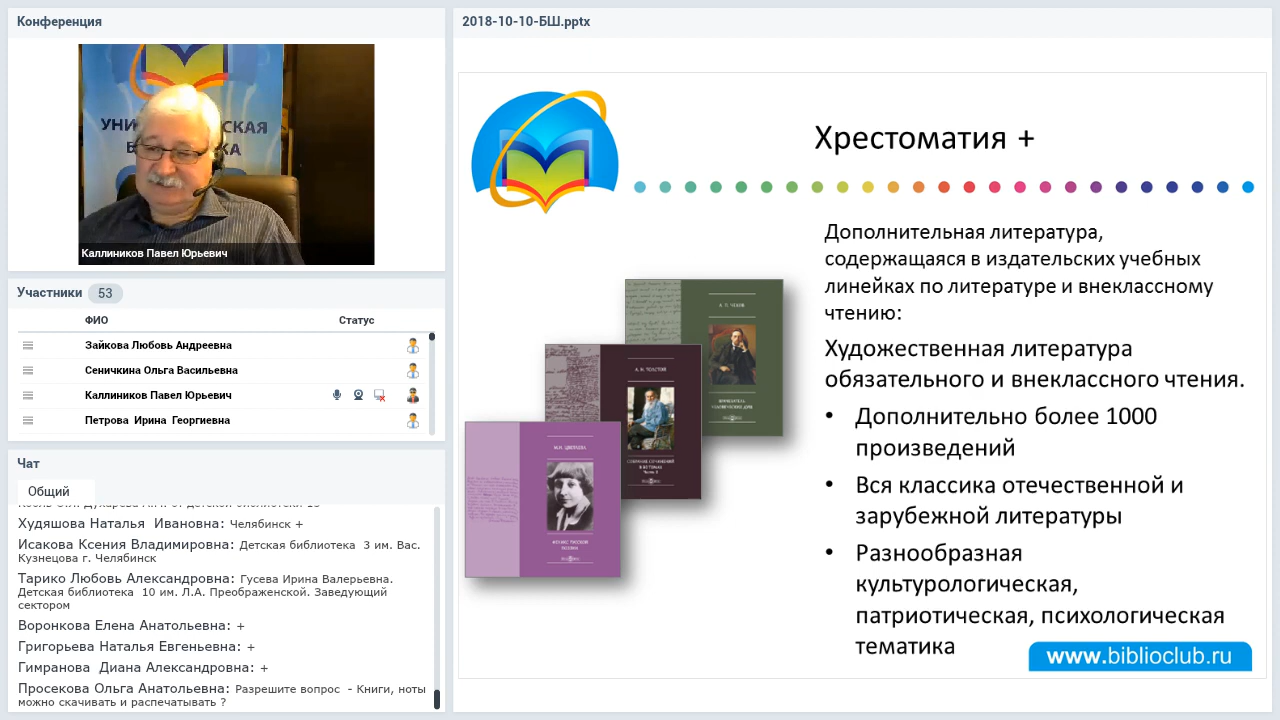 Конференция
УНИ
СКАЯ
Каллиников Павел Юрьевич
Участники 53
ФИО Статус
Зайкова Любовь Андреевна
Сеничкина Ольга Васильевна
Каллиников Павел Юрьевич
Петрова Ирина Георгиевна
Чат
Общий
Худяшова Наталья Ивановна: Челябинск +
Исакова Ксения Владимировна: Детская библиотека 3 им. Вас.
Кузнецова г. Челябинск
Тарико Любовь Александровна: Гусева Ирина Валерьевна.
Детская библиотека 10 им. Л.А. Преображенской. Заведующий
сектором
Воронкова Елена Анатольевна: +
Григорьева Наталья Евгеньевна: +
Гимранова Диана Александровна: +
Просекова Ольга Анатольевна: Разрешите вопрос - Книги, ноты
можно скачивать и распечатывать ?
2018-10-10-БШ.pptx
Хрестоматия +
А. П. ЧЕХОВ
М.И. ЦВЕТАЕВА
Дополнительная литература,
содержащаяся в издательских учебных
линейках по литературе и внеклассному
чтению:
Художественная литература
обязательного и внеклассного чтения.
• Дополнительно более 1000
произведений
• Вся классика отечественной и
зарубежной литературы
• Разнообразная
культурологическая,
патриотическая, психологическая
тематика
www.biblioclub.ru